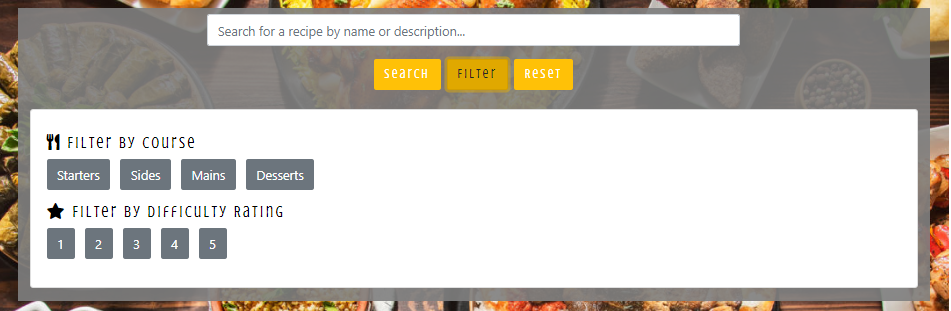 Search for a recipe by name or description...
Search Filter Reset
Filter by Course
Starters Sides Mains Desserts
Filter by Difficulty Rating
1 2 3 4 5